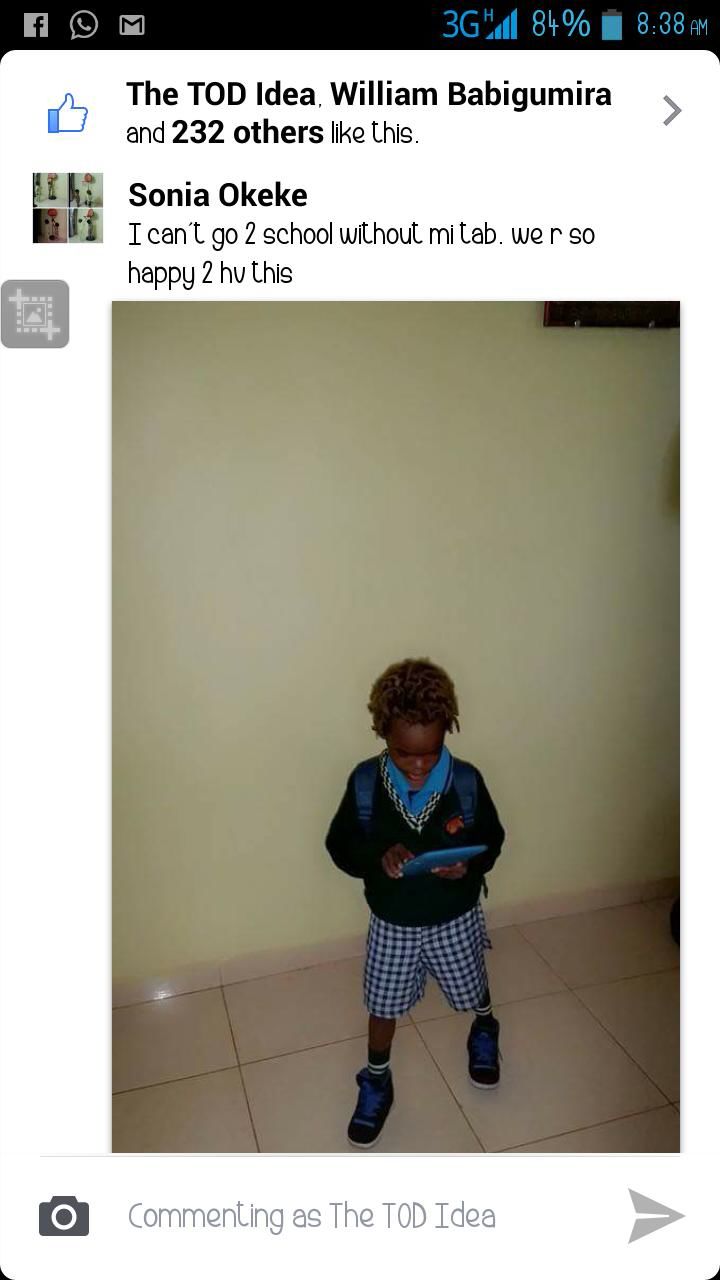 3G H 84% 8:38 AM
The TOD Idea, William Babigumira
and 232 others like this.
Sonia Okeke
I can't go 2 school without mi tab. we r so
happy 2 hv this
Commenting as The TOD Idea